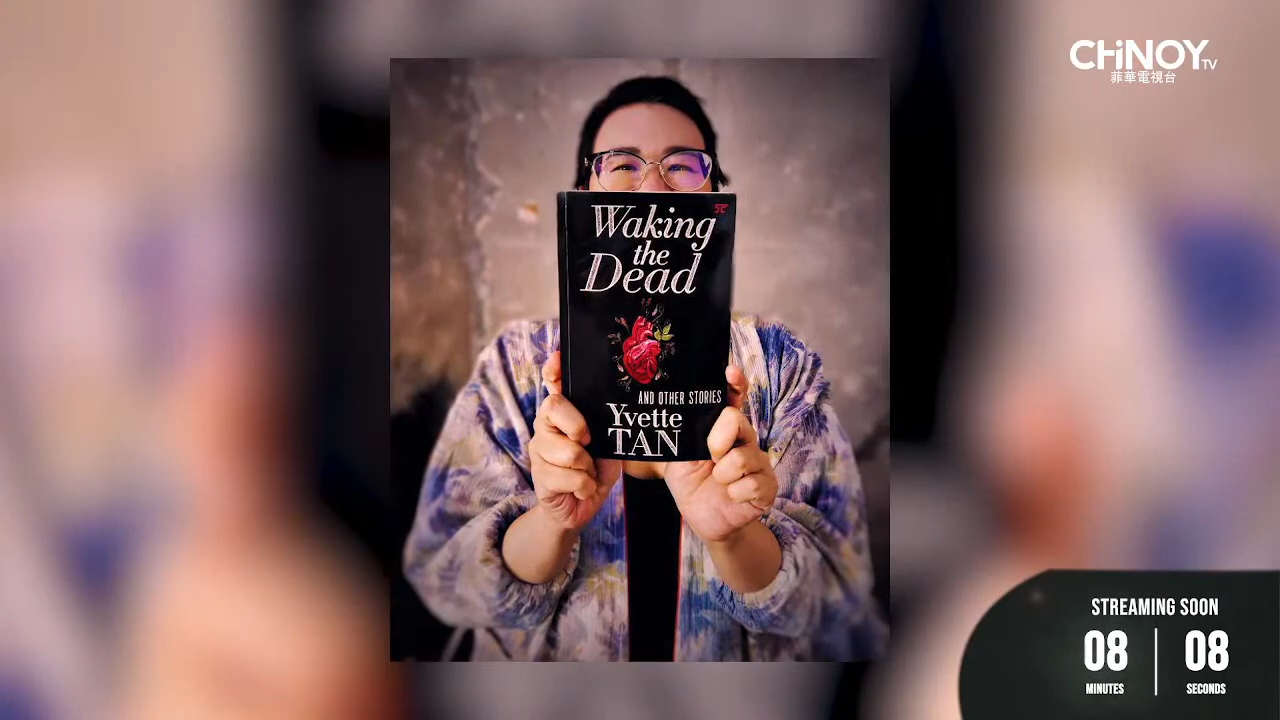 CHiNOY TV
菲華電視台
Waking
the
Dead
AND OTHER STORIES
Yvette
TAN
STREAMING SOON
08 08
MINUTES SECONDS